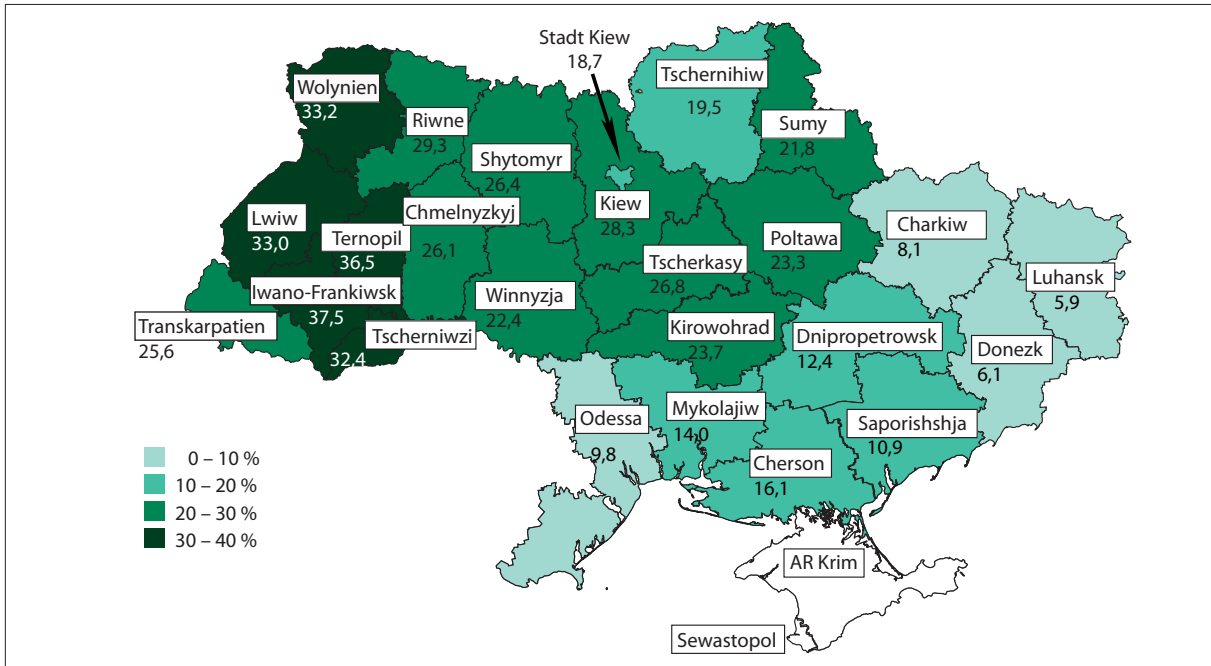 Stadt Kiew
18,7
Tschernihiw
19,5
Wolynien
33,2
Riwne
29,3
Sumy
21,8
Shytomyr
26,4
Kiew
28,3
Lwiw
33,0
Ternopil
36,5
Chmelnyzkyj
26,1
Charkiw
8,1
Poltawa
23,3
Tscherkasy
26,8
Luhansk
5,9
Iwano-Frankiwsk
37,5
Winnyzja
22,4
Transkarpatien
25,6
Tscherniwzi
32,4
Kirowohrad
23,7
Dnipropetrowsk
12,4
Donezk
6,1
Odessa
9,8
Mykolajiw
14,0
Saporishshja
10,9
Cherson
16,1
0 – 10 %
10 – 20 %
20 – 30 %
30 – 40 %
AR Krim
Sewastopol